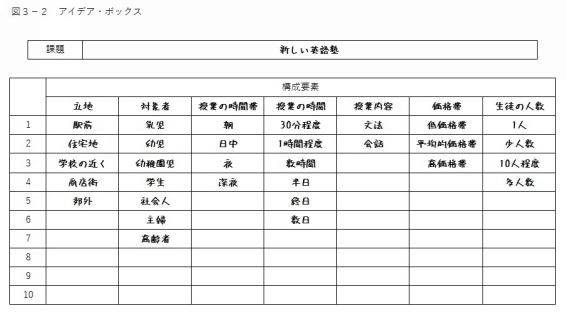 図3-2 アイデア・ボックス
課題 新しい英語塾
構成要素
立地 対象者 授業の時間帯 授業の時間 授業内容 価格帯 生徒の人数
1 駅前 乳児 朝 30分程度 文法 低価格帯 1人
2 住宅地 幼児 日中 1時間程度 会話 平均的価格帯 少人数
3 学校の近く 幼稚園児 夜 数時間 高価格帯 10人程度
4 商店街 学生 深夜 半日 多人数
5 郊外 社会人 終日
6 主婦 数日
7 高齢者
8
9
10